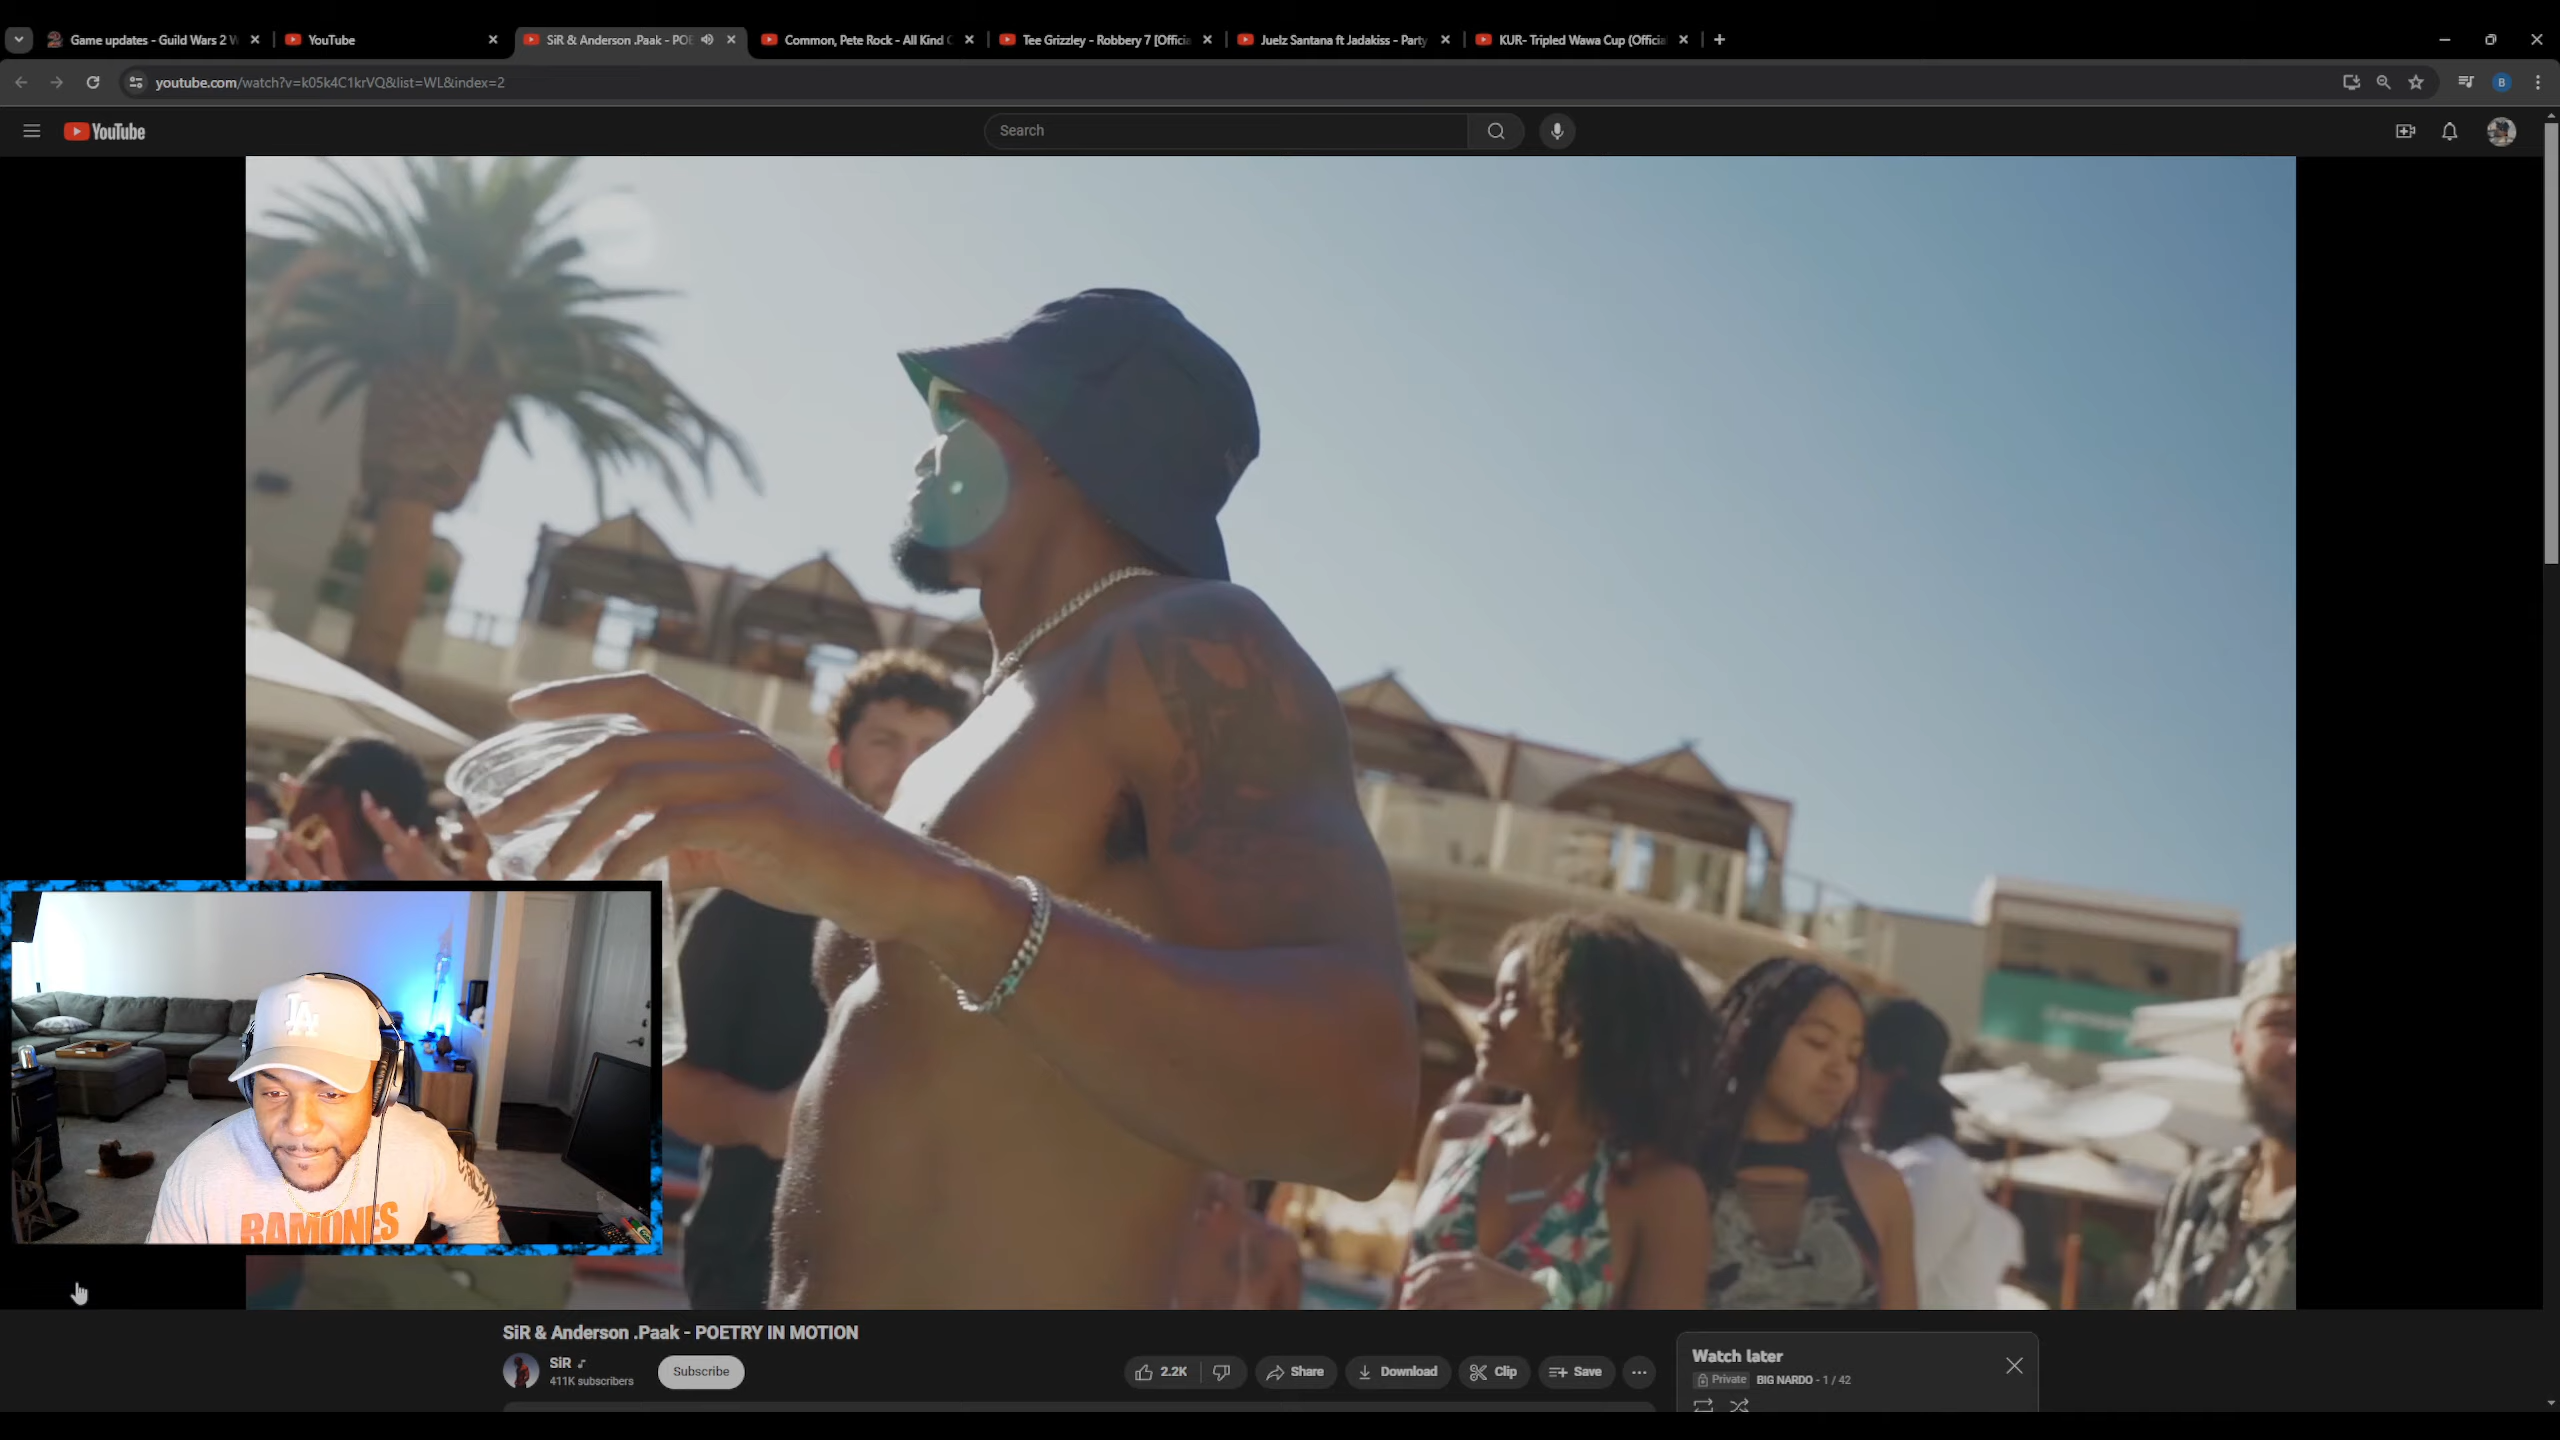 Game updates - Guild Wars 2 W
YouTube
SiR & Anderson .Paak - POE
Common, Pete Rock - All Kind O
Tee Grizzley - Robbery 7 [Officia
Juelz Santana ft Jadakiss - Party
KUR- Tripled Wawa Cup (Officia
youtube.com/watch?v=k05k4C1krVQ&list=WL&index=2
B
YouTube
Search
LA
RAMONES
SiR & Anderson .Paak - POETRY IN MOTION
SiR
411K subscribers
Subscribe
2.2K
Share
Download
Clip
Save
Watch later
Private
BIG NARDO - 1 / 42